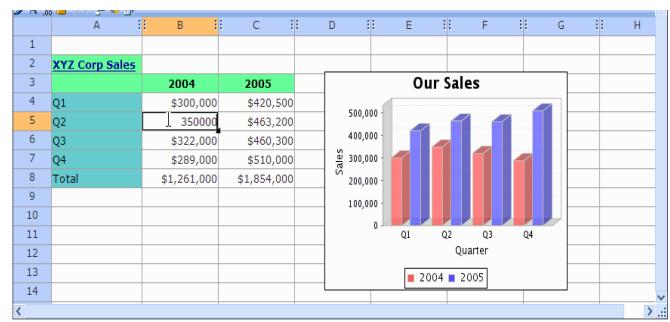 A B C D E F G H
1
2 XYZ Corp Sales
3 2004 2005
4 Q1 $300,000 $420,500
5 Q2 350000 $463,200
6 Q3 $322,000 $460,300
7 Q4 $289,000 $510,000
8 Total $1,261,000 $1,854,000
9
10
11
12
13
14
Our Sales
500,000
400,000
300,000
200,000
100,000
0
Sales
Q1 Q2 Q3 Q4
Quarter
2004 2005